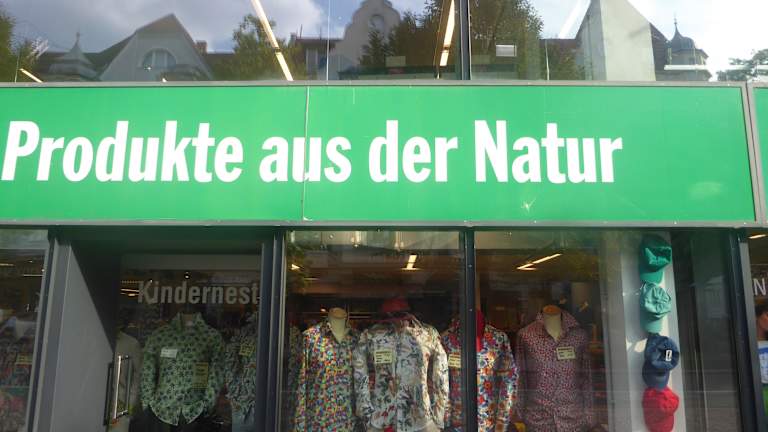 Produkte aus der Natur
Kindernest
N